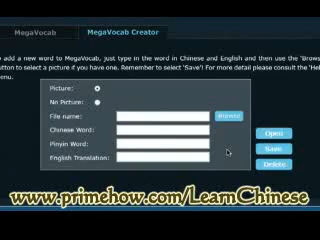 MegaVocab
MegaVocab Creator
o add a new word to MegaVocab, just type in the word in Chinese and English and then use the 'Brows
utton to select a picture if you have one. Remember to select 'Save'! For more detail please consult the 'Hel
enu.
Picture:
No Picture:
File name:
Browse
Chinese Word:
Open
Pinyin Word:
Save
English Translation:
Delete
www.primehow.com/LearnChinese